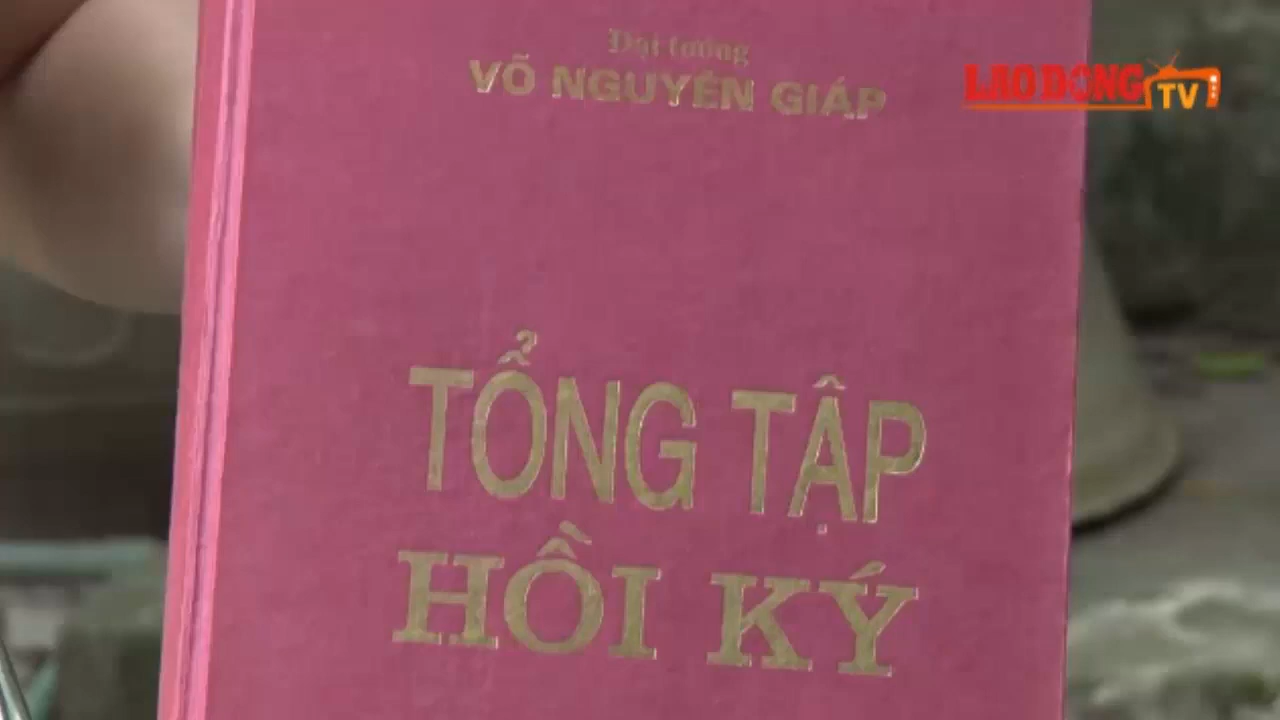 Đại tướng
VÕ NGUYÊN GIÁP
LAO ĐỘNG TV
TỔNG TẬP
HỒI KÝ